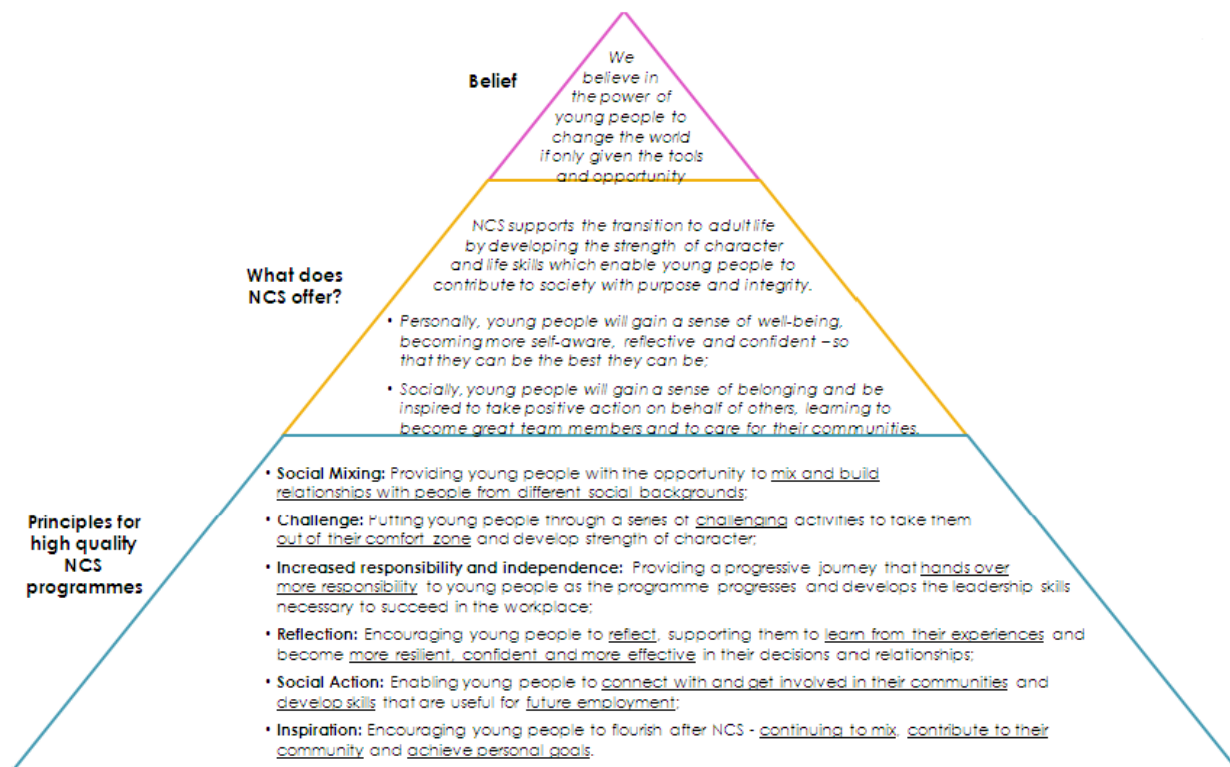 Belief
We
believe in
the power of
young people to
change the world
if only given the tools
and opportunity
What does
NCS offer?
NCS supports the transition to adult life
by developing the strength of character
and life skills which enable young people to
contribute to society with purpose and integrity.
• Personally, young people will gain a sense of well-being,
becoming more self-aware, reflective and confident – so
that they can be the best they can be;
• Socially, young people will gain a sense of belonging and be
inspired to take positive action on behalf of others, learning to
become great team members and to care for their communities.
Principles for
high quality
NCS
programmes
• Social Mixing: Providing young people with the opportunity to mix and build
relationships with people from different social backgrounds;
• Challenge: Putting young people through a series of challenging activities to take them
out of their comfort zone and develop strength of character;
• Increased responsibility and independence: Providing a progressive journey that hands over
more responsibility to young people as the programme progresses and develops the leadership skills
necessary to succeed in the workplace;
• Reflection: Encouraging young people to reflect, supporting them to learn from their experiences and
become more resilient, confident and more effective in their decisions and relationships;
• Social Action: Enabling young people to connect with and get involved in their communities and
develop skills that are useful for future employment;
• Inspiration: Encouraging young people to flourish after NCS - continuing to mix, contribute to their
community and achieve personal goals.